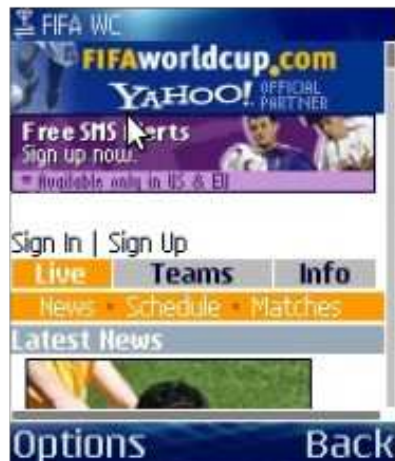 FIFA WC
FIFAworldcup.com
YAHOO! OFFICIAL PARTNER
Free SMS Alerts
Sign up now.
* Available only in US & EU
Sign In | Sign Up
Live Teams Info
News • Schedule • Matches
Latest News
Options Back